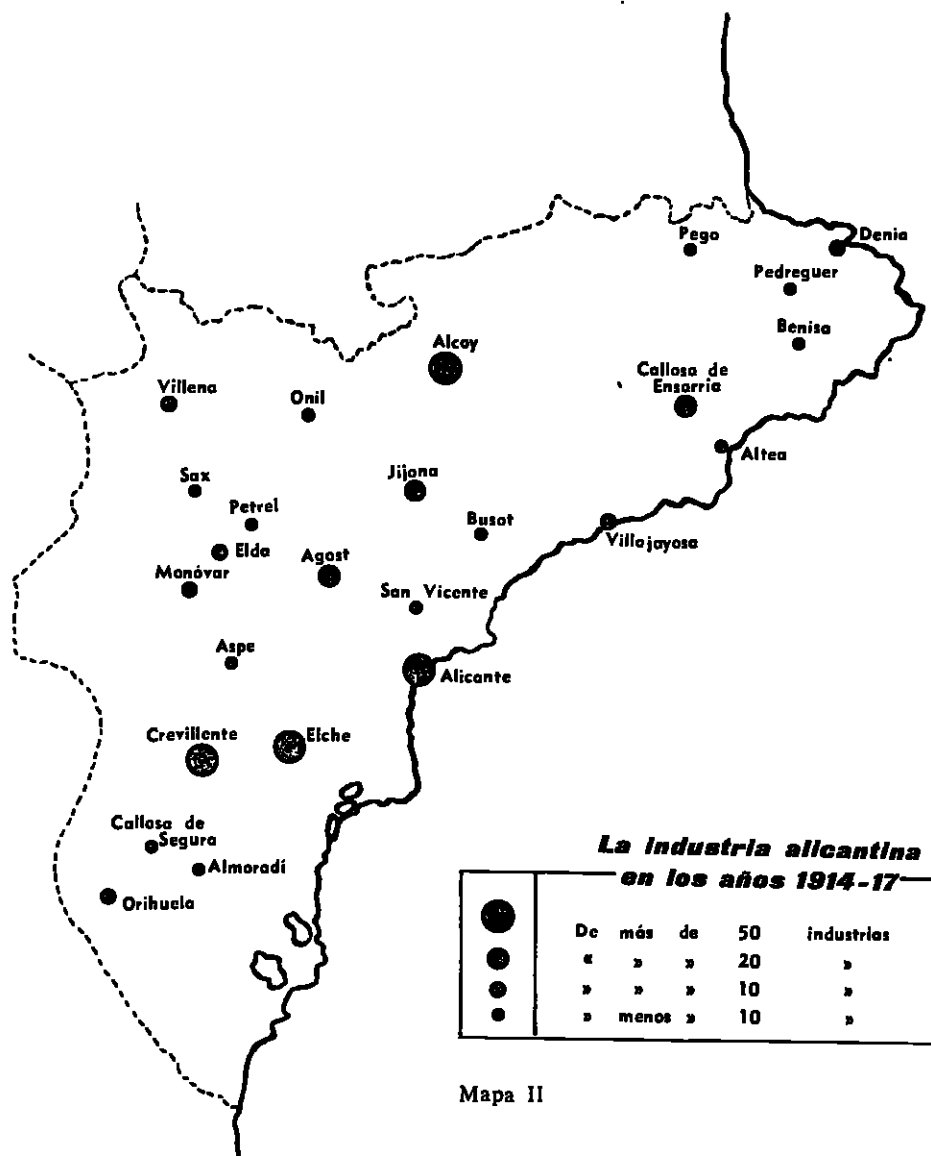 Pego
Denia
Pedreguer
Benisa
Alcoy
Callosa de
Ensarria
Villena
Onil
Altea
Sax
Jijona
Petrel
Busot
Villajoyosa
Elda
Agost
Monóvar
San Vicente
Aspe
Alicante
Crevillente
Elche
Callosa de
Segura
Almoradí
Orihuela
La industria alicantina
en los años 1914-17
De más de 50 industrias
« » » 20 »
» » » 10 »
» menos » 10 »
Mapa II